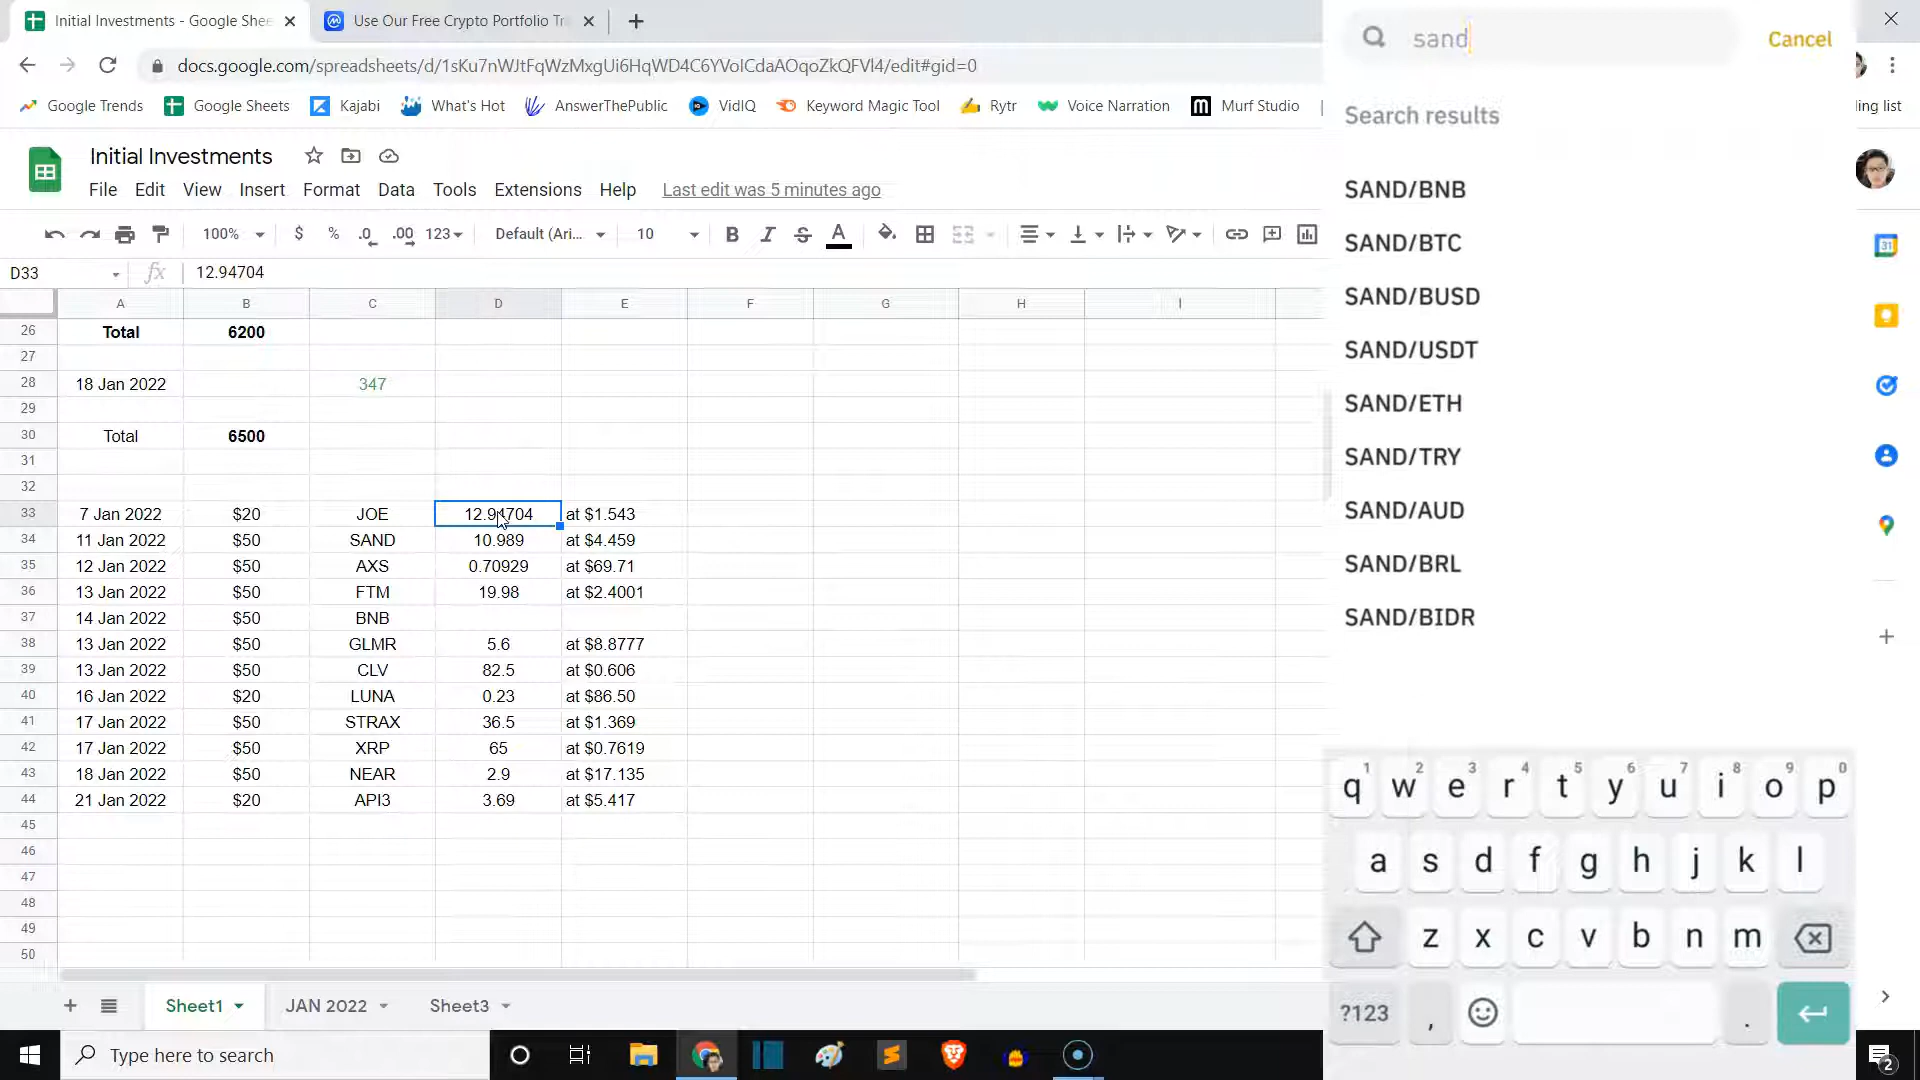 Initial Investments - Google Shee
Use Our Free Crypto Portfolio Tr
docs.google.com/spreadsheets/d/1sKu7nWJtFqWzMxgUi6HqWD4C6YVolCdaAOqoZkQFVl4/edit#gid=0
Google Trends Google Sheets Kajabi What's Hot AnswerThePublic VidIQ Keyword Magic Tool Rytr Voice Narration Murf Studio ling list
Initial Investments
File Edit View Insert Format Data Tools Extensions Help Last edit was 5 minutes ago
100% $ % .0 .00 123 Default (Ari... 10 B I S A
D33 fx 12.94704
A B C D E F G H I
26 Total 6200
27
28 18 Jan 2022 347
29
30 Total 6500
31
32
33 7 Jan 2022 $20 JOE 12.94704 at $1.543
34 11 Jan 2022 $50 SAND 10.989 at $4.459
35 12 Jan 2022 $50 AXS 0.70929 at $69.71
36 13 Jan 2022 $50 FTM 19.98 at $2.4001
37 14 Jan 2022 $50 BNB
38 13 Jan 2022 $50 GLMR 5.6 at $8.8777
39 13 Jan 2022 $50 CLV 82.5 at $0.606
40 16 Jan 2022 $20 LUNA 0.23 at $86.50
41 17 Jan 2022 $50 STRAX 36.5 at $1.369
42 17 Jan 2022 $50 XRP 65 at $0.7619
43 18 Jan 2022 $50 NEAR 2.9 at $17.135
44 21 Jan 2022 $20 API3 3.69 at $5.417
45
46
47
48
49
50
Sheet1 JAN 2022 Sheet3
Type here to search
2
sand Cancel
Search results
SAND/BNB
SAND/BTC
SAND/BUSD
SAND/USDT
SAND/ETH
SAND/TRY
SAND/AUD
SAND/BRL
SAND/BIDR
1 2 3 4 5 6 7 8 9 0
q w e r t y u i o p
a s d f g h j k l
z x c v b n m
?123 , .
31